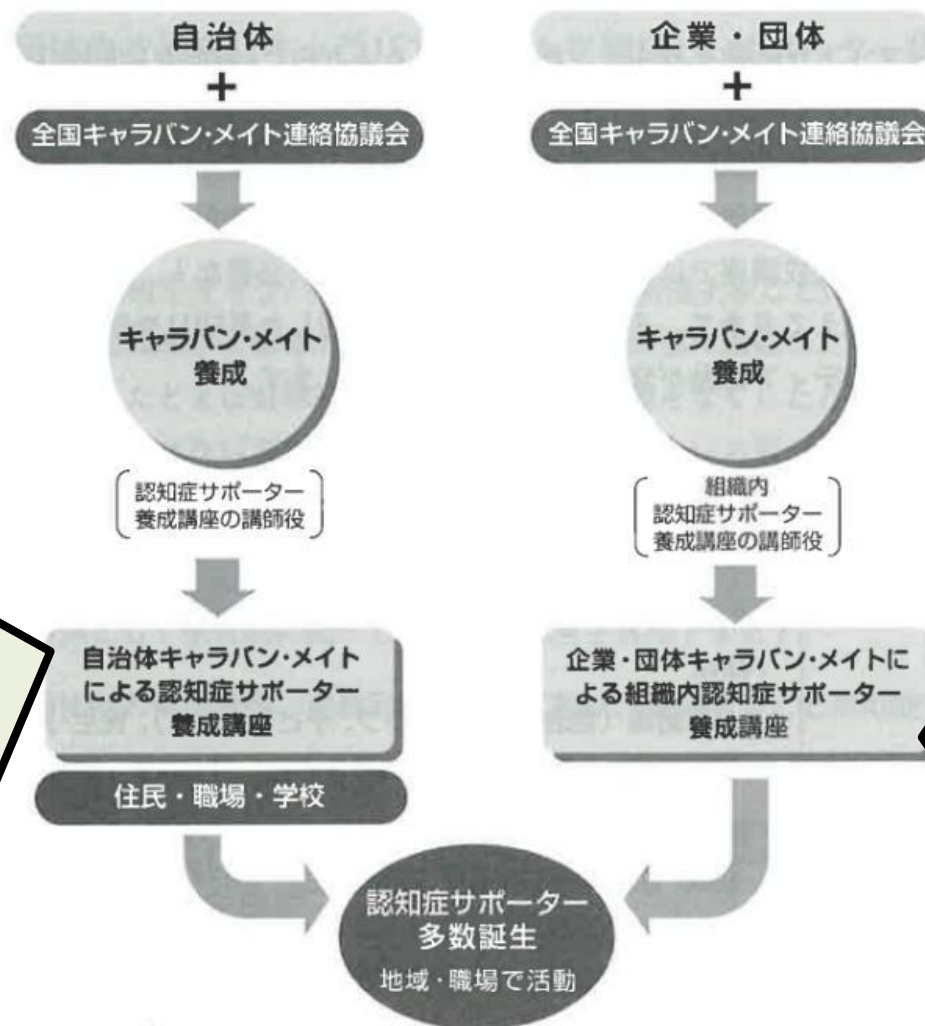 自治体
+
全国キャラバン・メイト連絡協議会
キャラバン・メイト
養成
認知症サポーター
養成講座の講師役
自治体キャラバン・メイト
による認知症サポーター
養成講座
住民・職場・学校
企業・団体
+
全国キャラバン・メイト連絡協議会
キャラバン・メイト
養成
組織内
認知症サポーター
養成講座の講師役
企業・団体キャラバン・メイトに
よる組織内認知症サポーター
養成講座
認知症サポーター
多数誕生
地域・職場で活動